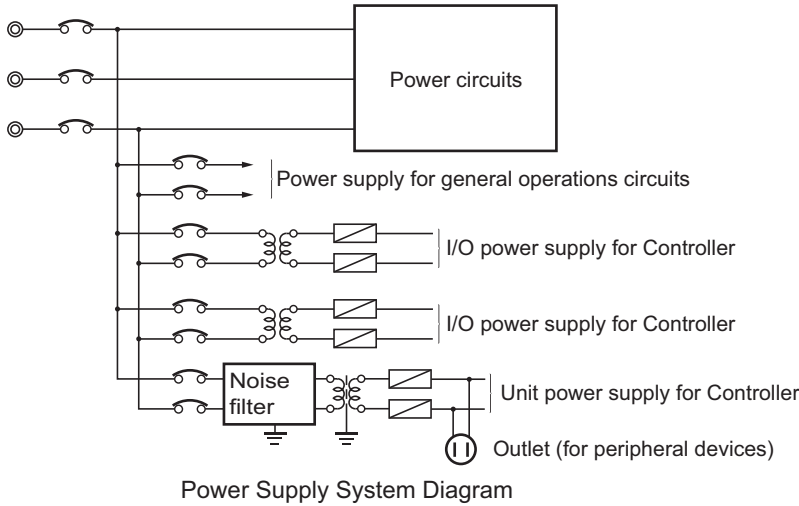 Power circuits
Power supply for general operations circuits
I/O power supply for Controller
I/O power supply for Controller
Noise
filter
Unit power supply for Controller
Outlet (for peripheral devices)
Power Supply System Diagram